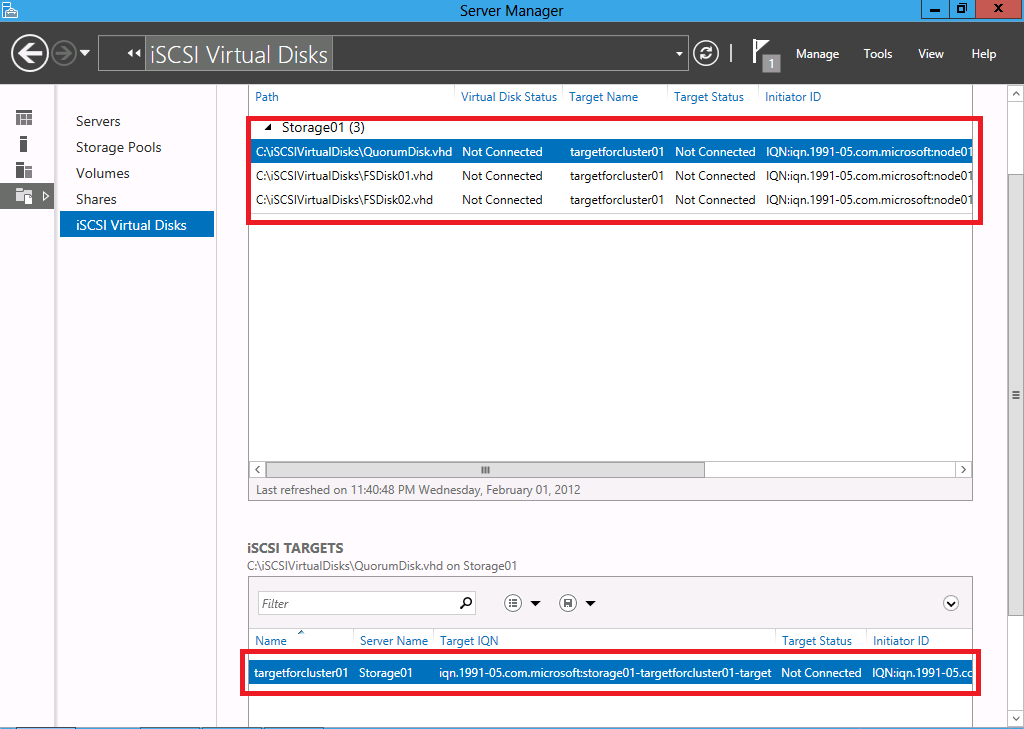 Server Manager
iSCSI Virtual Disks
1 Manage Tools View Help
Servers
Storage Pools
Volumes
Shares
iSCSI Virtual Disks
Path Virtual Disk Status Target Name Target Status Initiator ID
Storage01 (3)
C:\iSCSIVirtualDisks\QuorumDisk.vhd Not Connected targetforcluster01 Not Connected IQN:iqn.1991-05.com.microsoft:node01
C:\iSCSIVirtualDisks\FSDisk01.vhd Not Connected targetforcluster01 Not Connected IQN:iqn.1991-05.com.microsoft:node01
C:\iSCSIVirtualDisks\FSDisk02.vhd Not Connected targetforcluster01 Not Connected IQN:iqn.1991-05.com.microsoft:node01
Last refreshed on 11:40:48 PM Wednesday, February 01, 2012
iSCSI TARGETS
C:\iSCSIVirtualDisks\QuorumDisk.vhd on Storage01
Filter
Name Server Name Target IQN Target Status Initiator ID
targetforcluster01 Storage01 iqn.1991-05.com.microsoft:storage01-targetforcluster01-target Not Connected IQN:iqn.1991-05.co